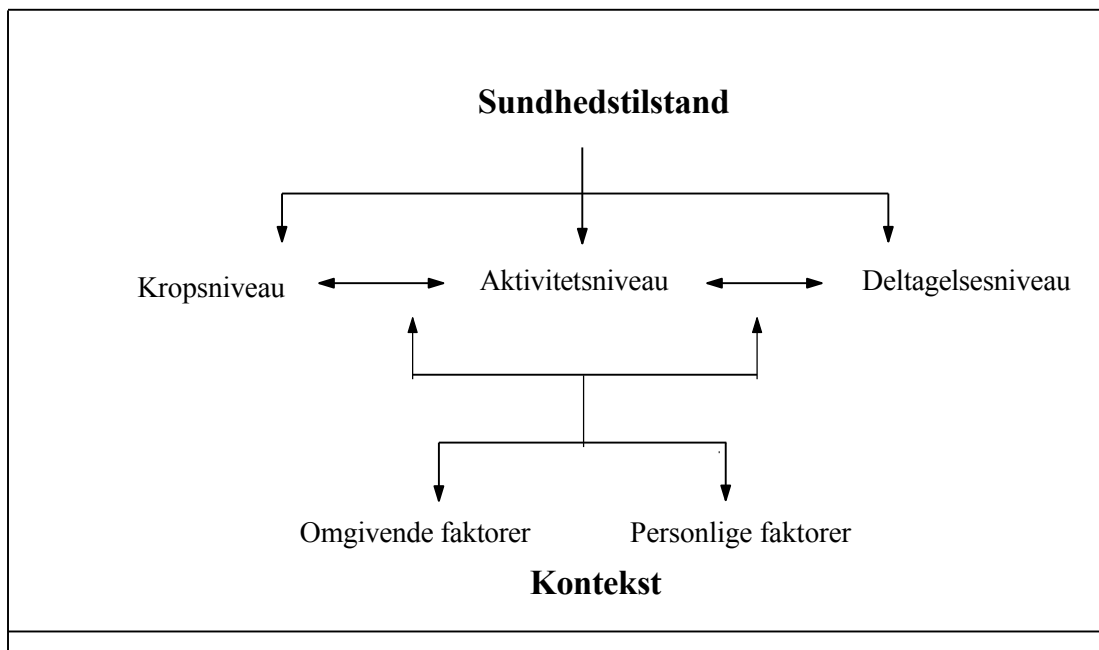 Sundhedstilstand
Kropsniveau Aktivitetsniveau Deltagelsesniveau
Omgivende faktorer Personlige faktorer
Kontekst